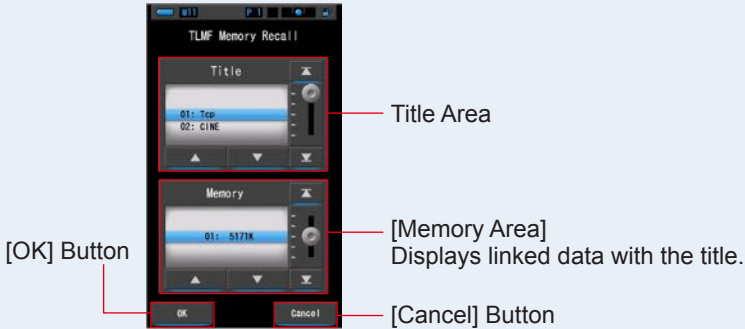 P 1
TLMF Memory Recall
Title
01: Tcp
02: CINE
Title Area
Memory
01: 5171K
[Memory Area]
Displays linked data with the title.
[OK] Button
OK
Cancel
[Cancel] Button